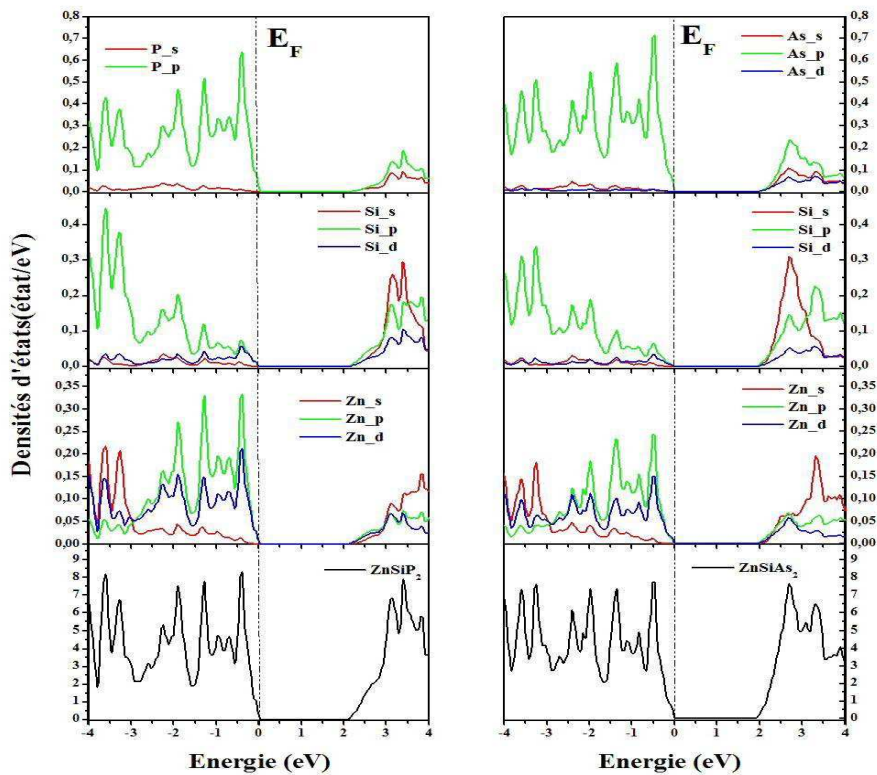 Densités d'états(état/eV)
E_F
P_s
P_p
0,8
0,7
0,6
0,5
0,4
0,3
0,2
0,1
0,0
Si_s
Si_p
Si_d
0,4
0,3
0,2
0,1
0,0
Zn_s
Zn_p
Zn_d
0,35
0,30
0,25
0,20
0,15
0,10
0,05
0,00
ZnSiP2
9
8
7
6
5
4
3
2
1
0
-4 -3 -2 -1 0 1 2 3 4
Energie (eV)
E_F
As_s
As_p
As_d
0,8
0,7
0,6
0,5
0,4
0,3
0,2
0,1
0,0
Si_s
Si_p
Si_d
0,4
0,3
0,2
0,1
0,0
Zn_s
Zn_p
Zn_d
0,35
0,30
0,25
0,20
0,15
0,10
0,05
0,00
ZnSiAs2
9
8
7
6
5
4
3
2
1
0
-4 -3 -2 -1 0 1 2 3 4
Energie (eV)